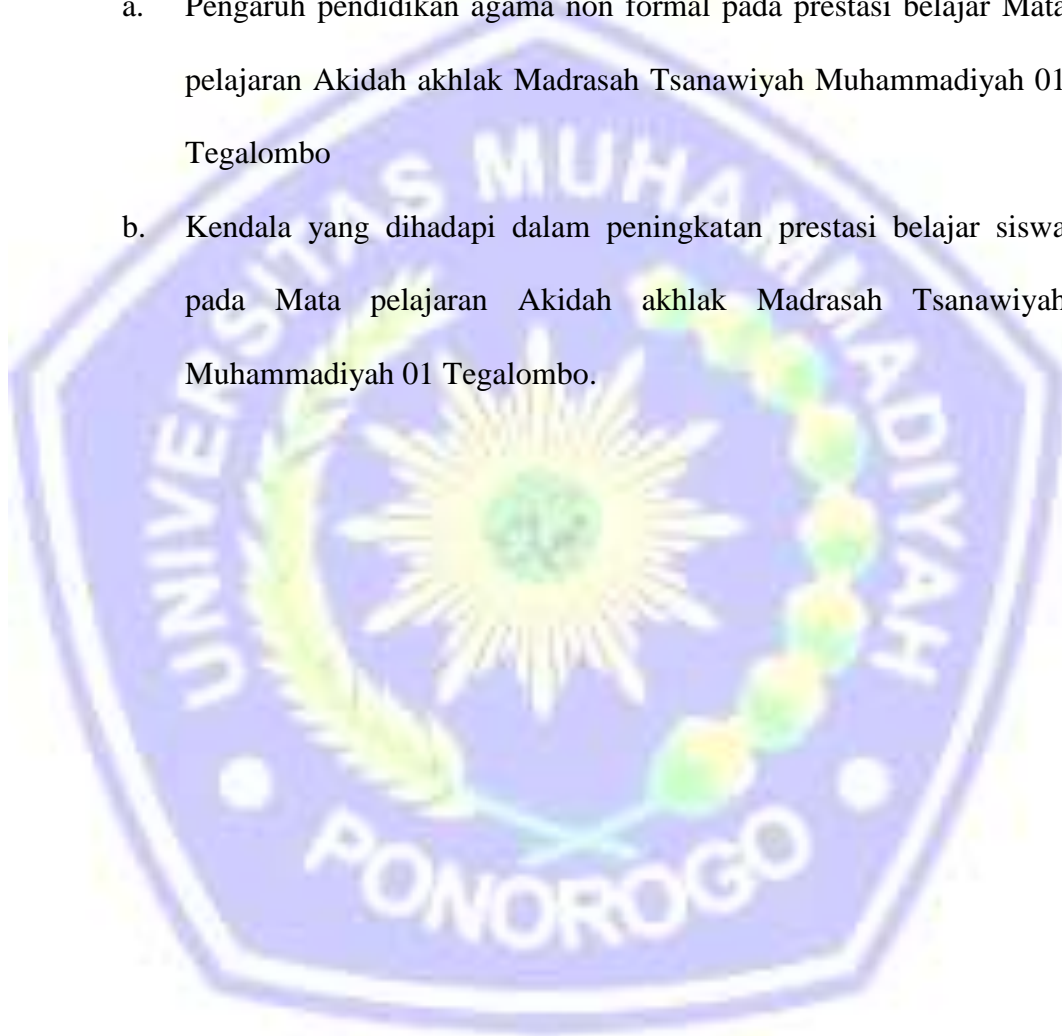 a. Pengaruh pendidikan agama non formal pada prestasi belajar Mata
pelajaran Akidah akhlak Madrasah Tsanawiyah Muhammadiyah 01
Tegalombo
b. Kendala yang dihadapi dalam peningkatan prestasi belajar siswa
pada Mata pelajaran Akidah akhlak Madrasah Tsanawiyah
Muhammadiyah 01 Tegalombo.
UNIVERSITAS MUHAMMADIYAH
PONOROGO